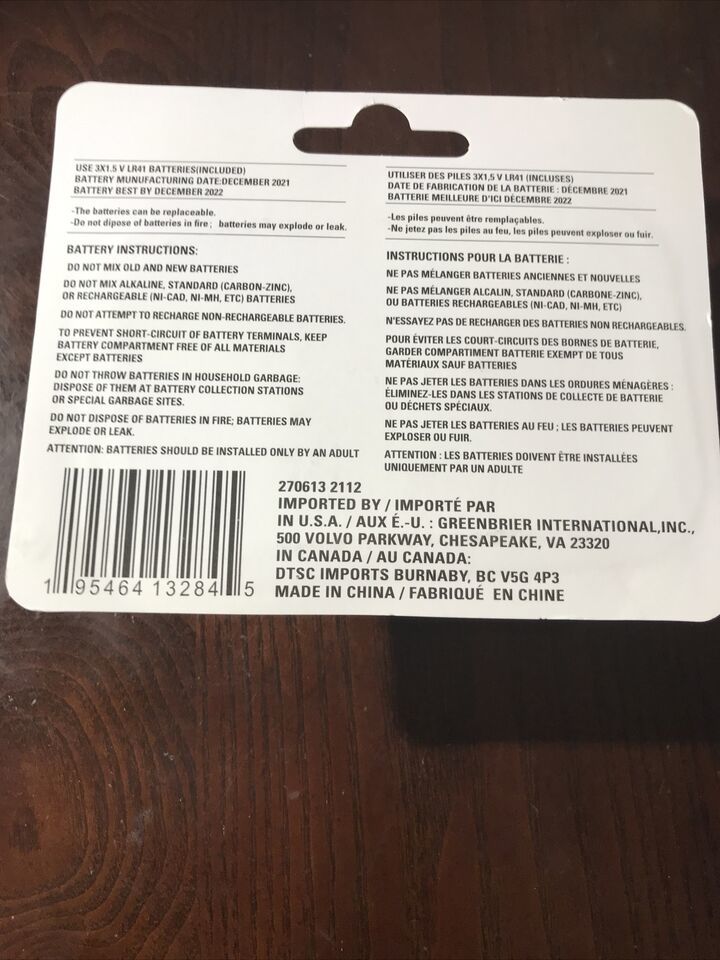 USE 3X1.5 V LR41 BATTERIES(INCLUDED)
BATTERY MUNUFACTURING DATE:DECEMBER 2021
BATTERY BEST BY DECEMBER 2022
-The batteries can be replaceable.
-Do not dipose of batteries in fire; batteries may explode or leak.
BATTERY INSTRUCTIONS:
DO NOT MIX OLD AND NEW BATTERIES
DO NOT MIX ALKALINE, STANDARD (CARBON-ZINC),
OR RECHARGEABLE (NI-CAD, NI-MH, ETC) BATTERIES
DO NOT ATTEMPT TO RECHARGE NON-RECHARGEABLE BATTERIES.
TO PREVENT SHORT-CIRCUIT OF BATTERY TERMINALS, KEEP
BATTERY COMPARTMENT FREE OF ALL MATERIALS
EXCEPT BATTERIES
DO NOT THROW BATTERIES IN HOUSEHOLD GARBAGE:
DISPOSE OF THEM AT BATTERY COLLECTION STATIONS
OR SPECIAL GARBAGE SITES.
DO NOT DISPOSE OF BATTERIES IN FIRE; BATTERIES MAY
EXPLODE OR LEAK.
ATTENTION: BATTERIES SHOULD BE INSTALLED ONLY BY AN ADULT
UTILISER DES PILES 3X1,5 V LR41 (INCLUSES)
DATE DE FABRICATION DE LA BATTERIE : DÉCEMBRE 2021
BATTERIE MEILLEURE D'ICI DÉCEMBRE 2022
-Les piles peuvent être remplaçables.
-Ne jetez pas les piles au feu, les piles peuvent exploser ou fuir.
INSTRUCTIONS POUR LA BATTERIE :
NE PAS MÉLANGER BATTERIES ANCIENNES ET NOUVELLES
NE PAS MÉLANGER ALCALIN, STANDARD (CARBONE-ZINC),
OU BATTERIES RECHARGEABLES (NI-CAD, NI-MH, ETC)
N'ESSAYEZ PAS DE RECHARGER DES BATTERIES NON RECHARGEABLES.
POUR ÉVITER LES COURT-CIRCUITS DES BORNES DE BATTERIE,
GARDER COMPARTIMENT BATTERIE EXEMPT DE TOUS
MATÉRIAUX SAUF BATTERIES
NE PAS JETER LES BATTERIES DANS LES ORDURES MÉNAGÈRES :
ÉLIMINEZ-LES DANS LES STATIONS DE COLLECTE DE BATTERIE
OU DÉCHETS SPÉCIAUX.
NE PAS JETER LES BATTERIES AU FEU ; LES BATTERIES PEUVENT
EXPLOSER OU FUIR.
ATTENTION : LES BATTERIES DOIVENT ÊTRE INSTALLÉES
UNIQUEMENT PAR UN ADULTE
1 95464 13284 5
270613 2112
IMPORTED BY / IMPORTÉ PAR
IN U.S.A. / AUX É.-U. : GREENBRIER INTERNATIONAL,INC.,
500 VOLVO PARKWAY, CHESAPEAKE, VA 23320
IN CANADA / AU CANADA:
DTSC IMPORTS BURNABY, BC V5G 4P3
MADE IN CHINA / FABRIQUÉ EN CHINE